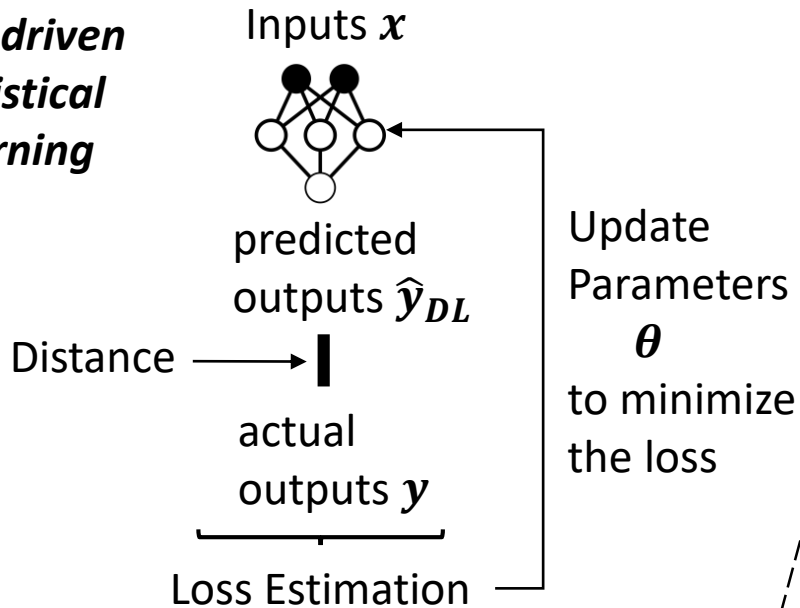 driven
istical
rning
Inputs x
predicted
outputs ŷ_DL
Distance
actual
outputs y
Loss Estimation
Update
Parameters
θ
to minimize
the loss